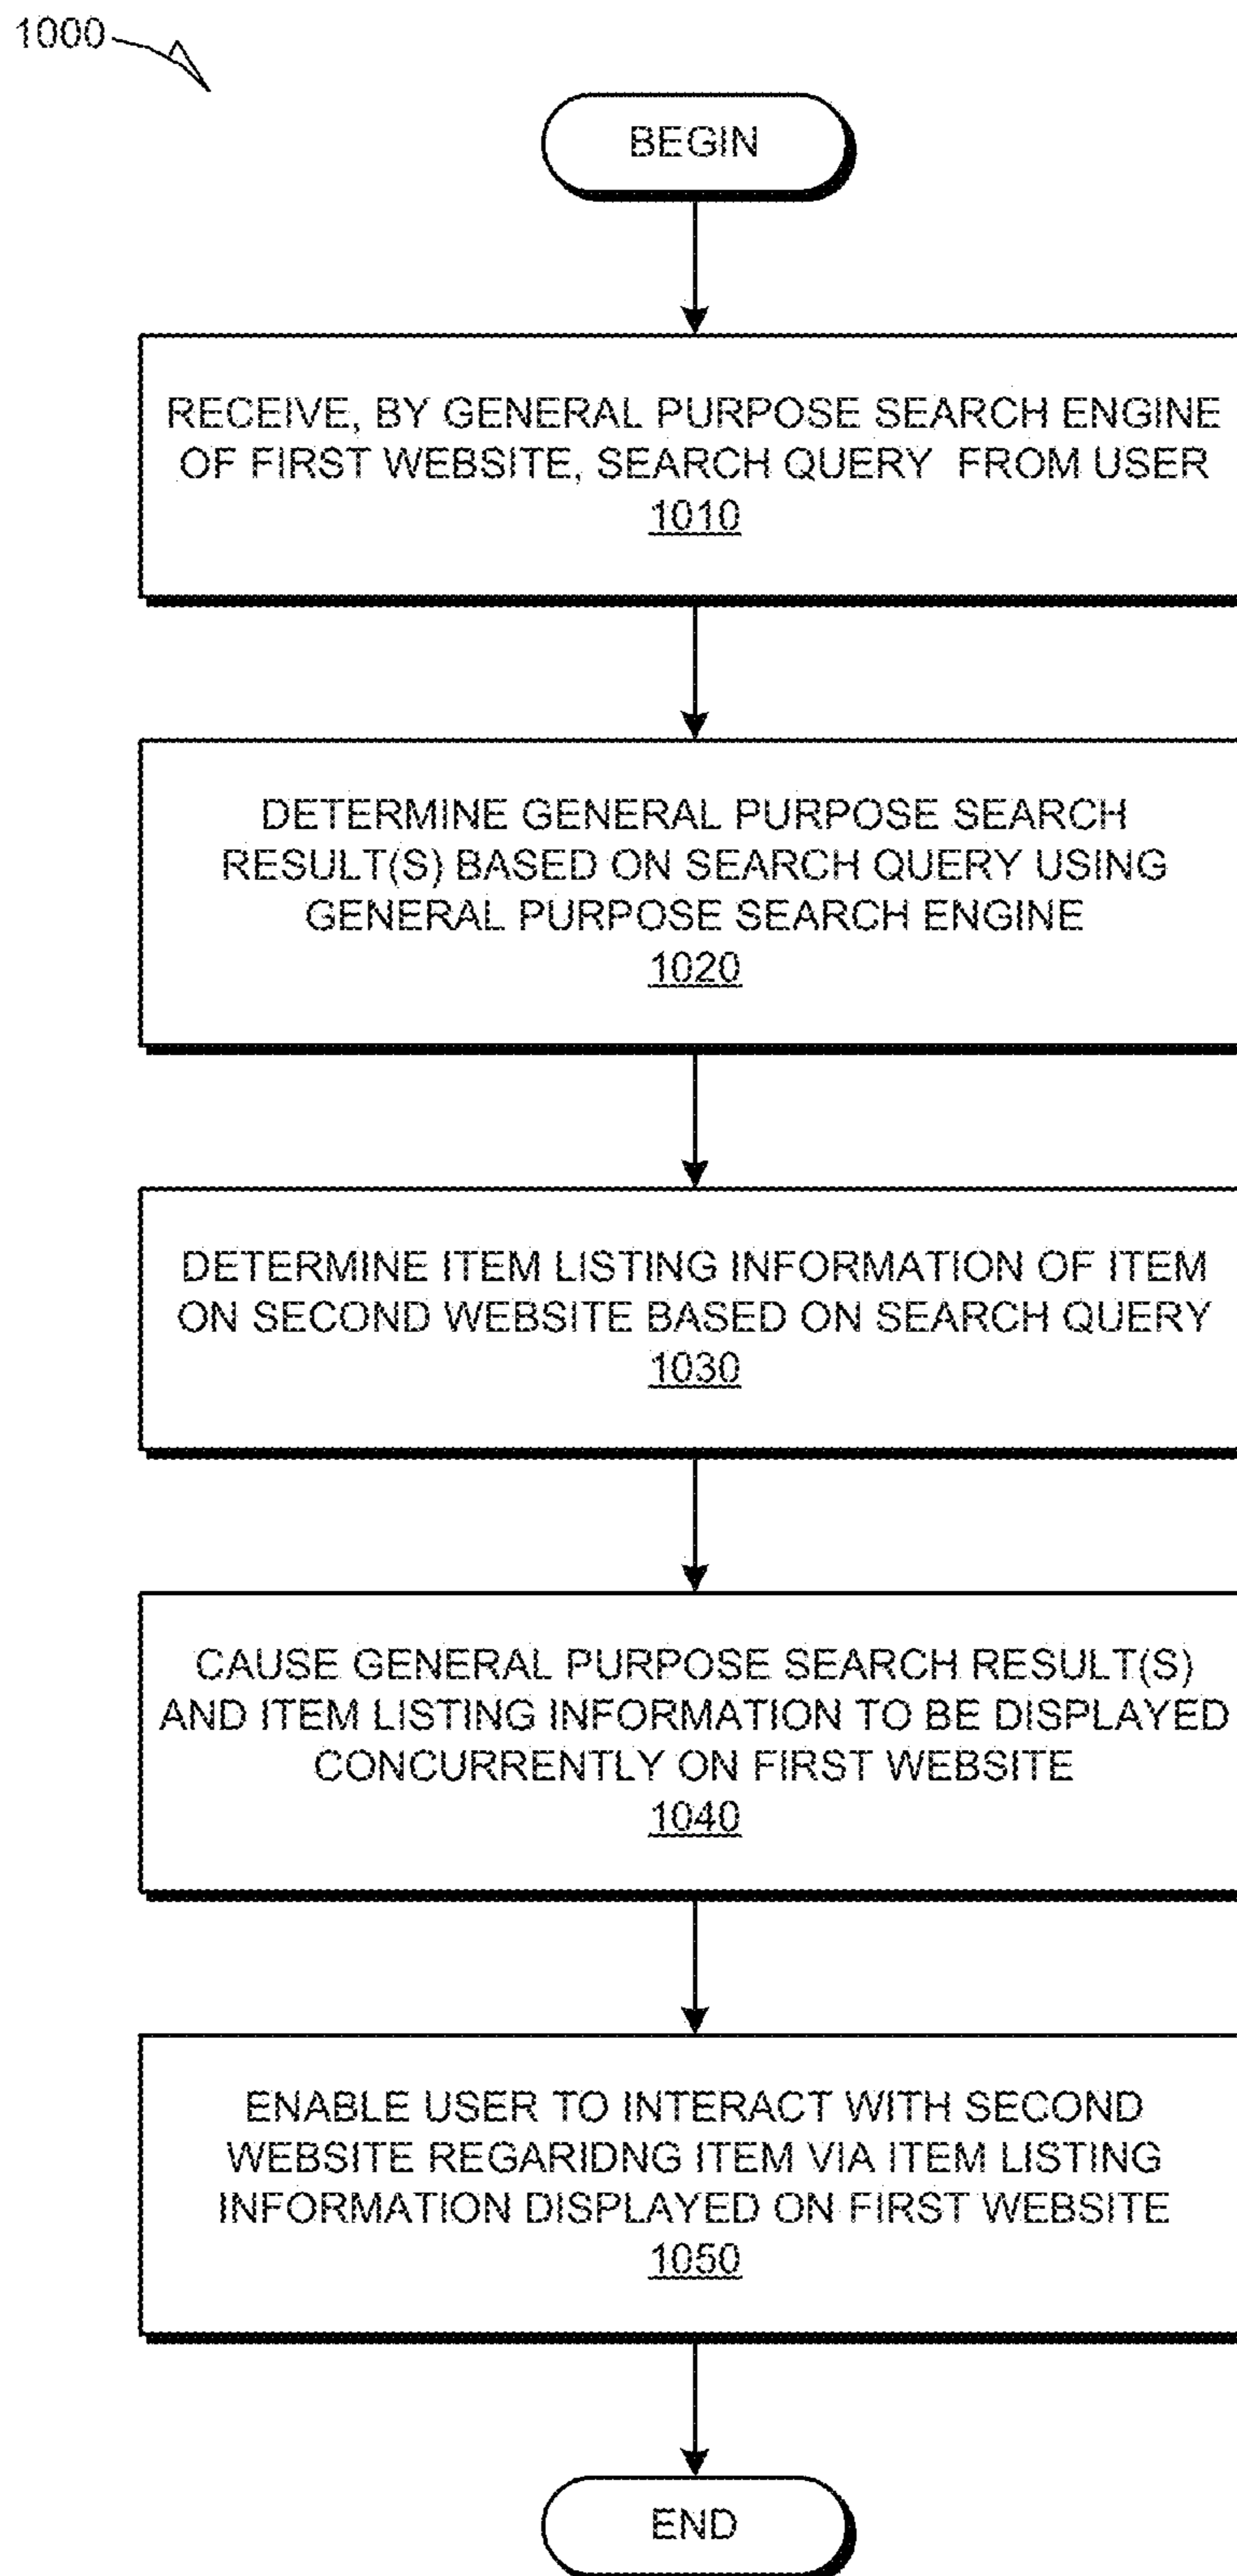 1000
BEGIN
RECEIVE, BY GENERAL PURPOSE SEARCH ENGINE
OF FIRST WEBSITE, SEARCH QUERY FROM USER
1010
DETERMINE GENERAL PURPOSE SEARCH
RESULT(S) BASED ON SEARCH QUERY USING
GENERAL PURPOSE SEARCH ENGINE
1020
DETERMINE ITEM LISTING INFORMATION OF ITEM
ON SECOND WEBSITE BASED ON SEARCH QUERY
1030
CAUSE GENERAL PURPOSE SEARCH RESULT(S)
AND ITEM LISTING INFORMATION TO BE DISPLAYED
CONCURRENTLY ON FIRST WEBSITE
1040
ENABLE USER TO INTERACT WITH SECOND
WEBSITE REGARIDNG ITEM VIA ITEM LISTING
INFORMATION DISPLAYED ON FIRST WEBSITE
1050
END